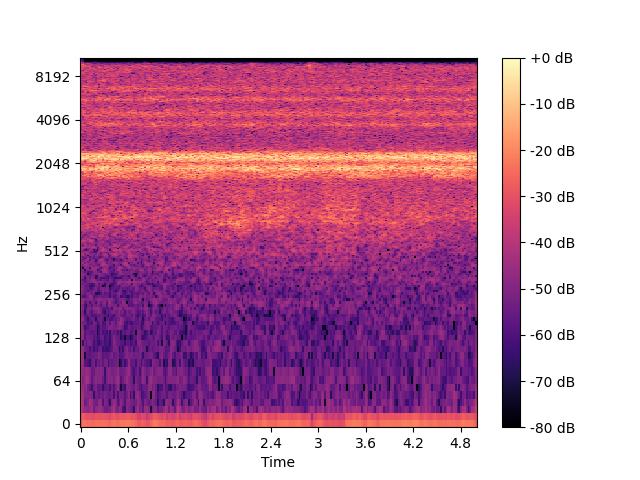 8192
4096
2048
1024
512
256
128
64
0
Hz
0 0.6 1.2 1.8 2.4 3 3.6 4.2 4.8
Time
+0 dB
-10 dB
-20 dB
-30 dB
-40 dB
-50 dB
-60 dB
-70 dB
-80 dB